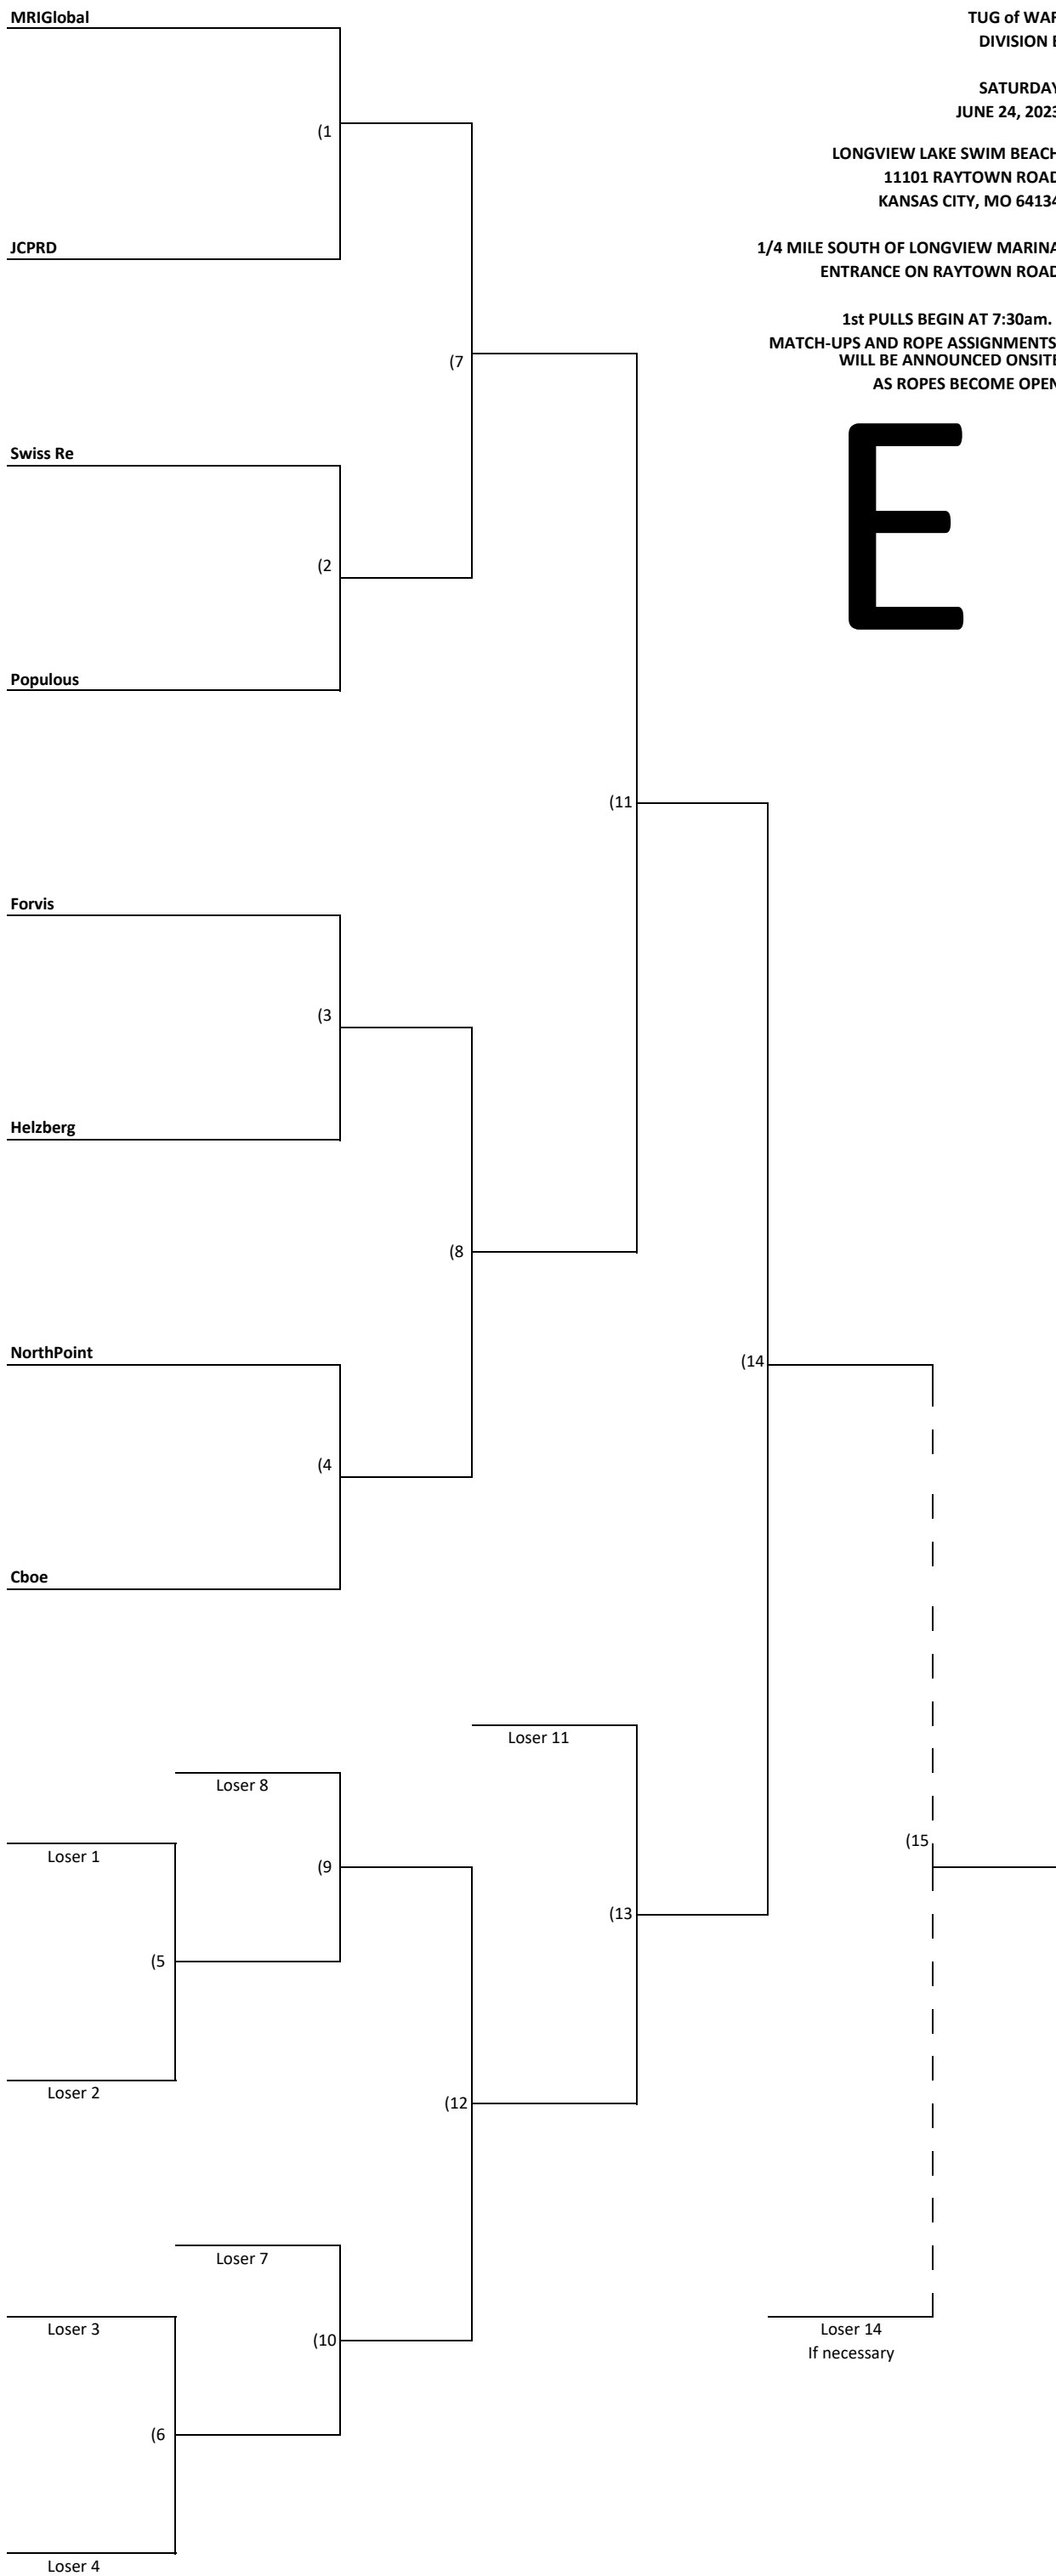 MRIGlobal
TUG of WAR
DIVISION E
SATURDAY
JUNE 24, 2023
(1
LONGVIEW LAKE SWIM BEACH
11101 RAYTOWN ROAD
KANSAS CITY, MO 64134
JCPRD
1/4 MILE SOUTH OF LONGVIEW MARINA
ENTRANCE ON RAYTOWN ROAD
1st PULLS BEGIN AT 7:30am.
MATCH-UPS AND ROPE ASSIGNMENTS
WILL BE ANNOUNCED ONSITE
AS ROPES BECOME OPEN
(7
E
Swiss Re
(2
Populous
(11
Forvis
(3
Helzberg
(8
NorthPoint
(14
(4
Cboe
Loser 11
Loser 8
(15
Loser 1
(9
(13
(5
Loser 2
(12
Loser 7
Loser 3
(10
Loser 14
If necessary
(6
Loser 4